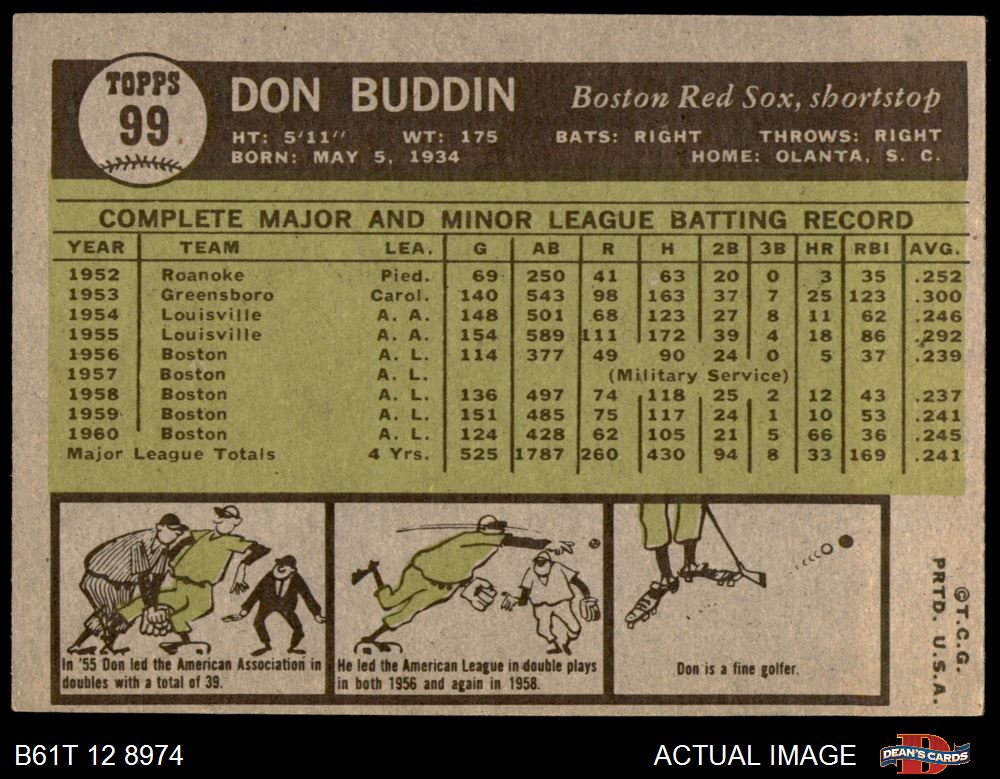 TOPPS
99
DON BUDDIN Boston Red Sox, shortstop
HT: 5'11'' WT: 175 BATS: RIGHT THROWS: RIGHT
BORN: MAY 5, 1934 HOME: OLANTA, S. C.
COMPLETE MAJOR AND MINOR LEAGUE BATTING RECORD
YEAR TEAM LEA. G AB R H 2B 3B HR RBI AVG.
1952 Roanoke Pied. 69 250 41 63 20 0 3 35 .252
1953 Greensboro Carol. 140 543 98 163 37 7 25 123 .300
1954 Louisville A. A. 148 501 68 123 27 8 11 62 .246
1955 Louisville A. A. 154 589 111 172 39 4 18 86 .292
1956 Boston A. L. 114 377 49 90 24 0 5 37 .239
1957 Boston A. L. (Military Service)
1958 Boston A. L. 136 497 74 118 25 2 12 43 .237
1959 Boston A. L. 151 485 75 117 24 1 10 53 .241
1960 Boston A. L. 124 428 62 105 21 5 66 36 .245
Major League Totals 4 Yrs. 525 1787 260 430 94 8 33 169 .241
In '55 Don led the American Association in
doubles with a total of 39.
He led the American League in double plays
in both 1956 and again in 1958.
Don is a fine golfer.
©T.C.G.
PRTD. U.S.A.
B61T 12 8974 ACTUAL IMAGE
DEAN'S CARDS